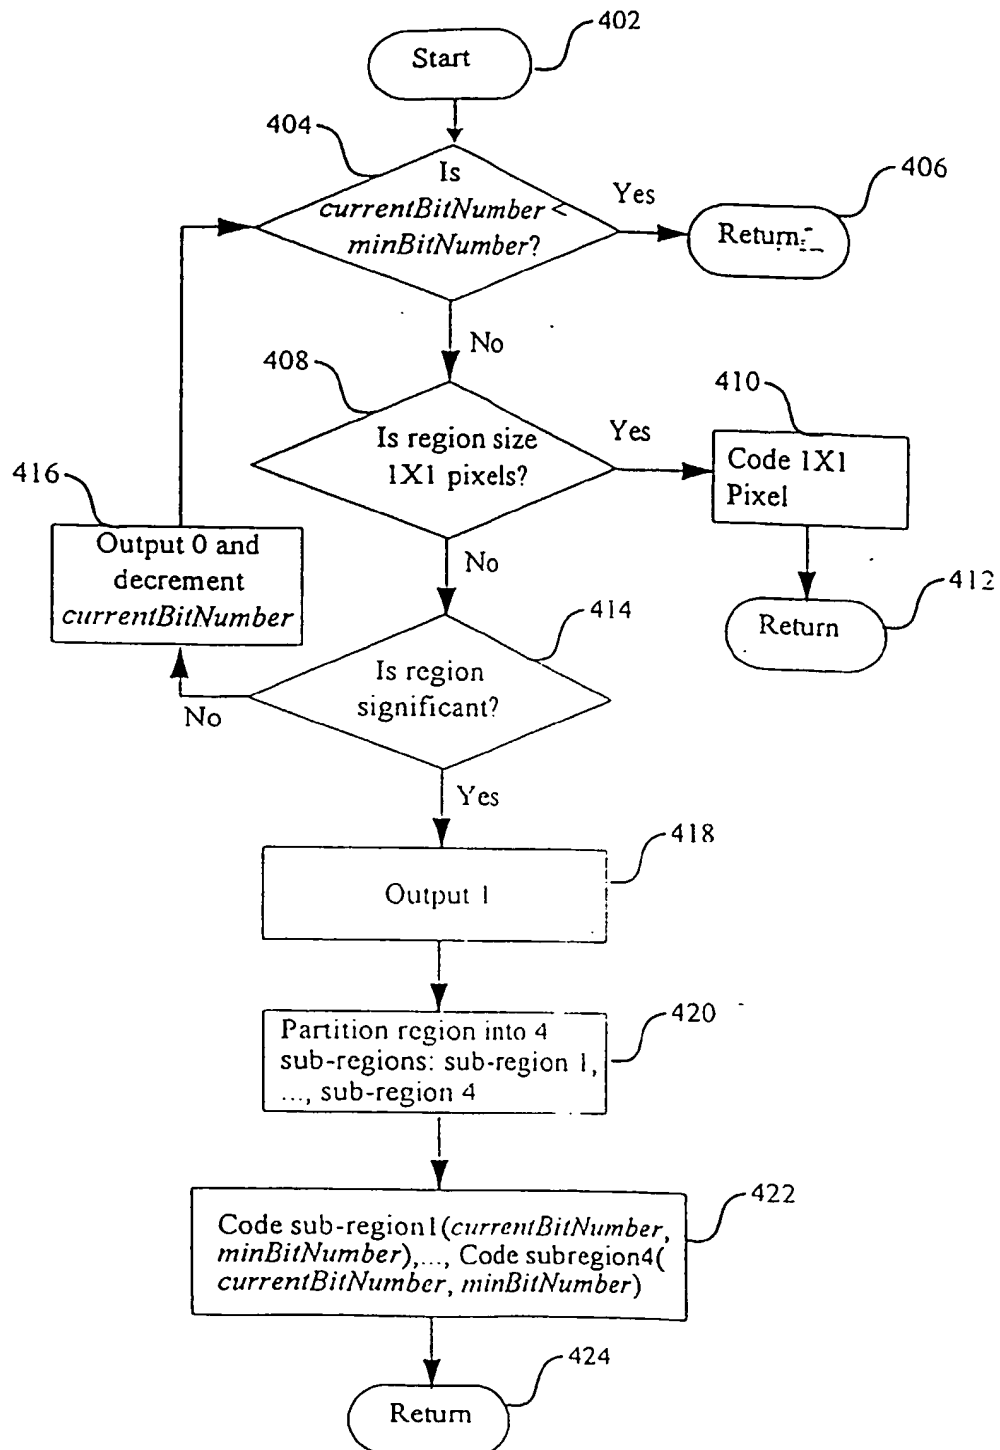 402
Start
404
Is
currentBitNumber <
minBitNumber?
Yes
406
Return
No
408
Is region size
1X1 pixels?
Yes
410
Code 1X1
Pixel
416
Output 0 and
decrement
currentBitNumber
No
412
Return
414
Is region
significant?
No
Yes
418
Output 1
420
Partition region into 4
sub-regions: sub-region 1,
..., sub-region 4
422
Code sub-region1(currentBitNumber,
minBitNumber),..., Code subregion4(
currentBitNumber, minBitNumber)
424
Return